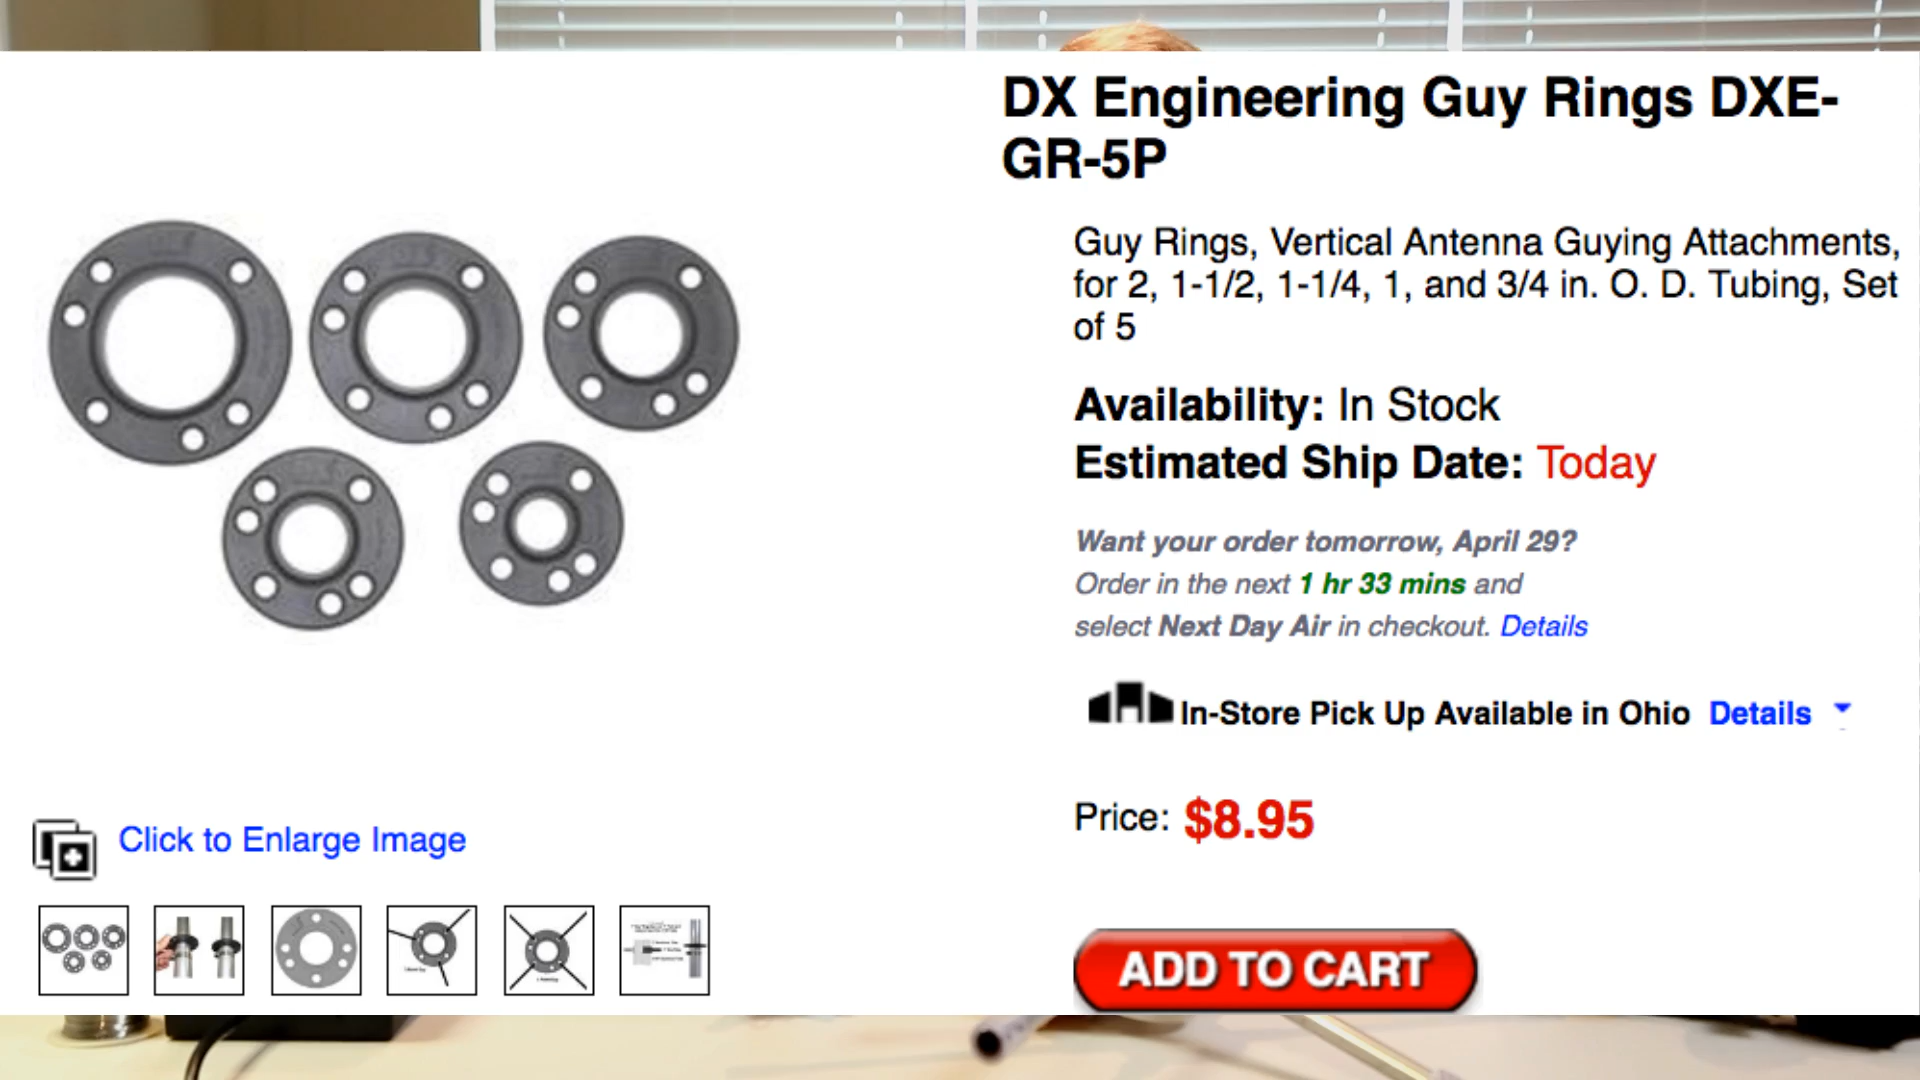 DX Engineering Guy Rings DXE-
GR-5P
Guy Rings, Vertical Antenna Guying Attachments,
for 2, 1-1/2, 1-1/4, 1, and 3/4 in. O. D. Tubing, Set
of 5
Availability: In Stock
Estimated Ship Date: Today
Want your order tomorrow, April 29?
Order in the next 1 hr 33 mins and
select Next Day Air in checkout. Details
In-Store Pick Up Available in Ohio Details
Price: $8.95
Click to Enlarge Image
ADD TO CART